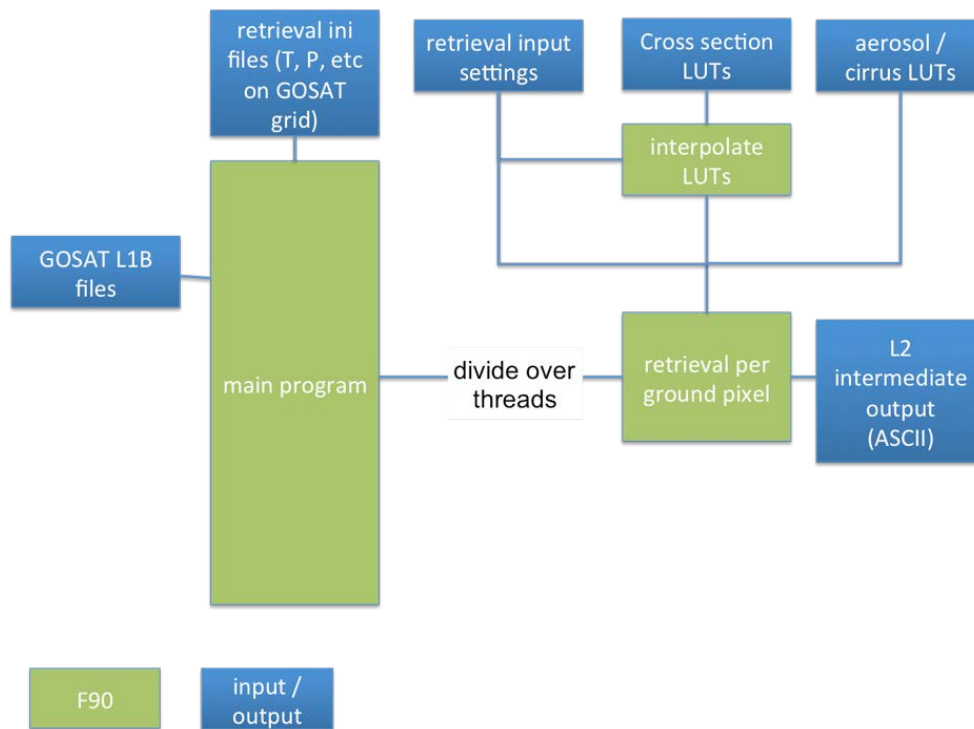 retrieval ini
files (T, P, etc
on GOSAT
grid)
retrieval input
settings
Cross section
LUTs
aerosol /
cirrus LUTs
interpolate
LUTs
GOSAT L1B
files
main program
divide over
threads
retrieval per
ground pixel
L2
intermediate
output
(ASCII)
F90
input /
output